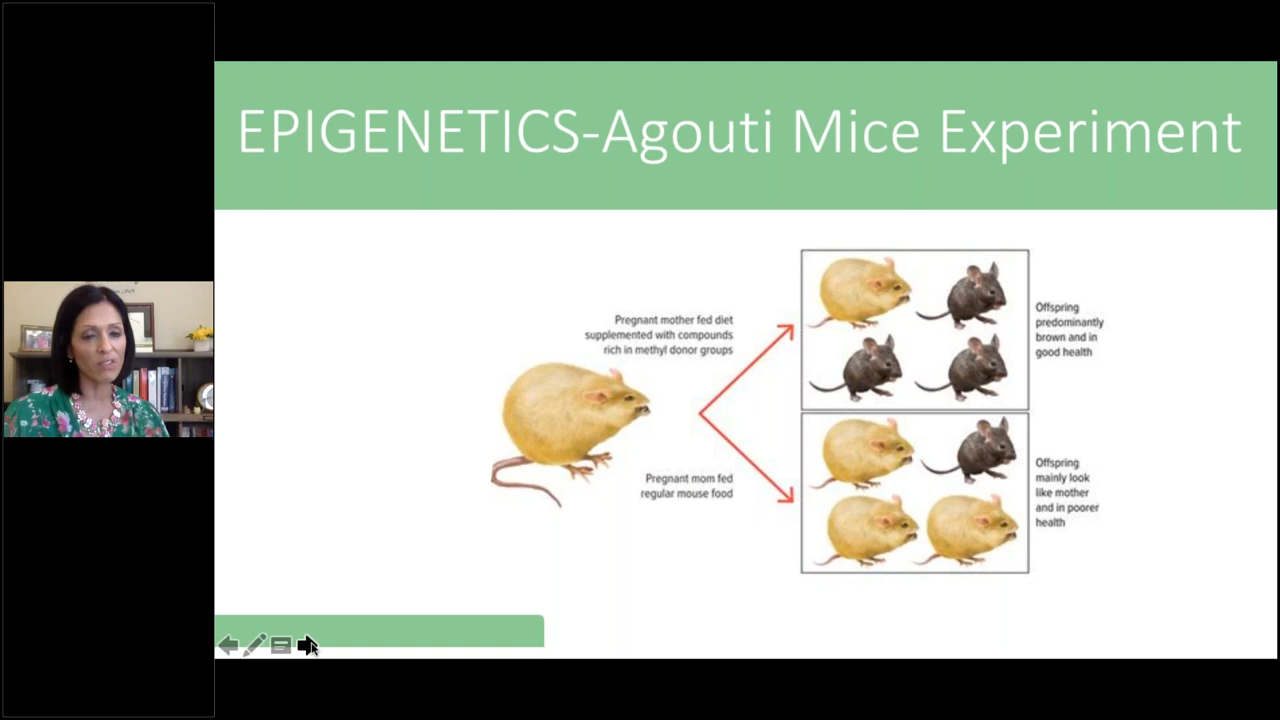 EPIGENETICS-Agouti Mice Experiment
Pregnant mother fed diet
supplemented with compounds
rich in methyl donor groups
Offspring
predominantly
brown and in
good health
Pregnant mom fed
regular mouse food
Offspring
mainly look
like mother
and in poorer
health